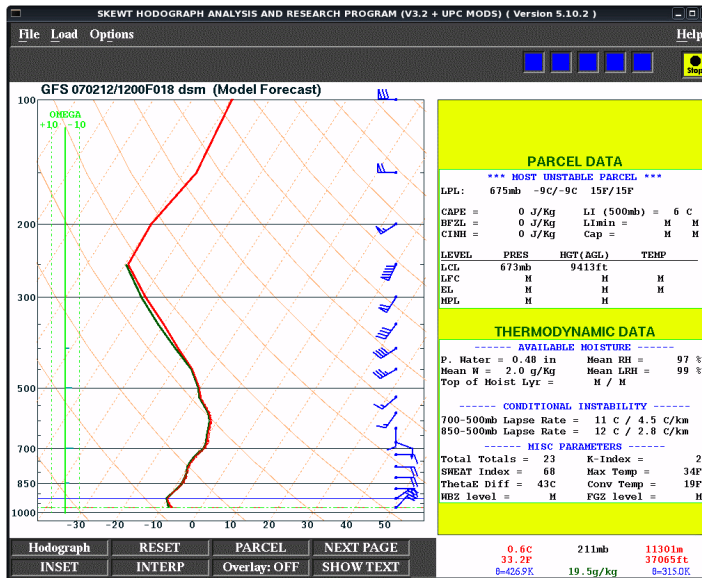 SKEWT HODOGRAPH ANALYSIS AND RESEARCH PROGRAM (V3.2 + UPC MODS) ( Version 5.10.2 )
File Load Options Help
Stop
GFS 070212/1200F018 dsm (Model Forecast)
OMEGA
+10 -10
100
200
300
400
500
700
850
1000
-30 -20 -10 0 10 20 30 40 50
PARCEL DATA
*** MOST UNSTABLE PARCEL ***
LPL: 675mb -9C/-9C 15F/15F
CAPE = 0 J/Kg LI (500mb) = 6 C
BFZL = 0 J/Kg LImin = M M
CINH = 0 J/Kg Cap = M M
LEVEL PRES HGT(AGL) TEMP
LCL 673mb 9413ft
LFC M M M
EL M M M
MPL M M
THERMODYNAMIC DATA
------ AVAILABLE MOISTURE ------
P. Water = 0.48 in Mean RH = 97 %
Mean W = 2.0 g/Kg Mean LRH = 99 %
Top of Moist Lyr = M / M
------ CONDITIONAL INSTABILITY ------
700-500mb Lapse Rate = 11 C / 4.5 C/km
850-500mb Lapse Rate = 12 C / 2.8 C/km
------ MISC PARAMETERS ------
Total Totals = 23 K-Index = 2
SWEAT Index = 68 Max Temp = 34F
ThetaE Diff = 43C Conv Temp = 19F
WBZ level = M FGZ level = M
Hodograph RESET PARCEL NEXT PAGE
INSET INTERP Overlay: OFF SHOW TEXT
0.6C 211mb 11301m
33.2F 37065ft
θ=426.9K 19.5g/kg θ=315.0K